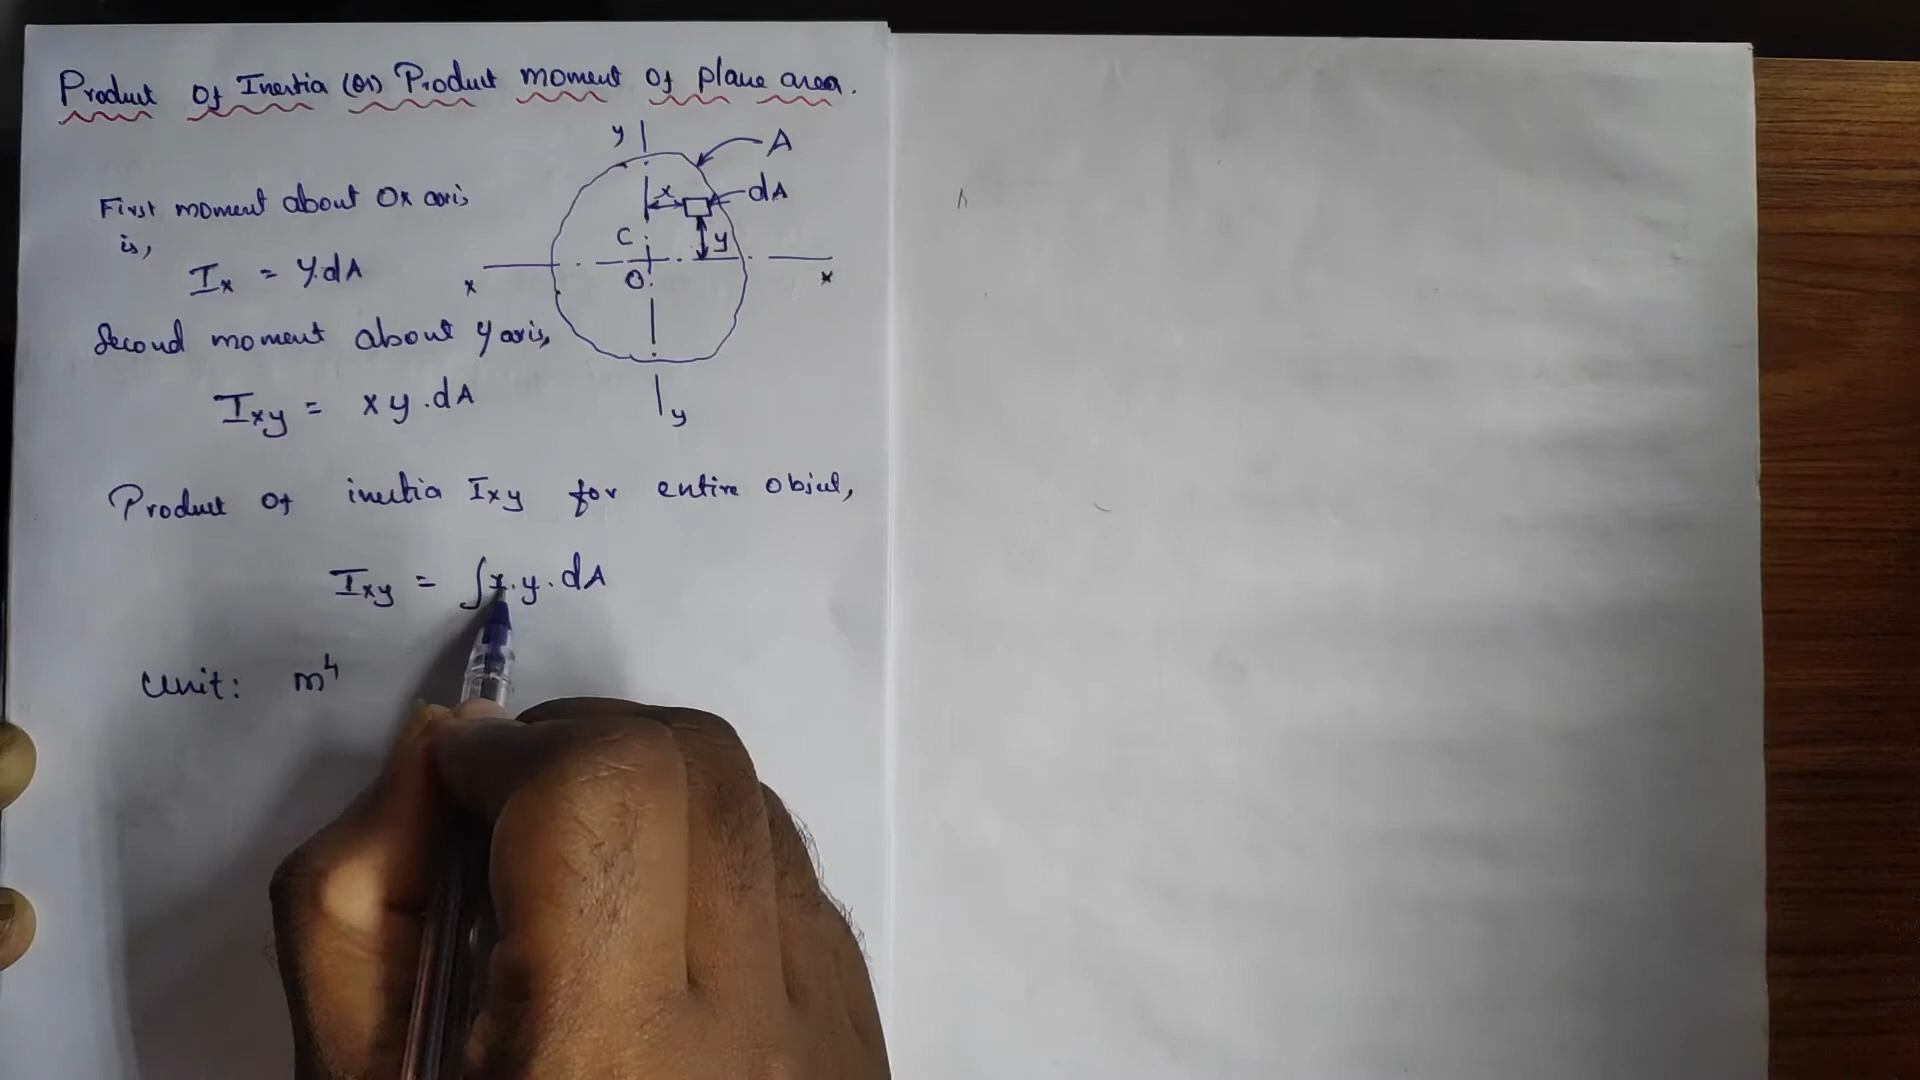 Product Of Inertia (or) Product moment of plane area.
y
A
First moment about Ox axis
x
dA
is,
C
y
Ix = y.dA
x
O
x
Second moment about y axis,
Ixy = xy.dA
y
Product of inertia Ixy for entire object,
Ixy = ∫x.y.dA
Unit: m⁴